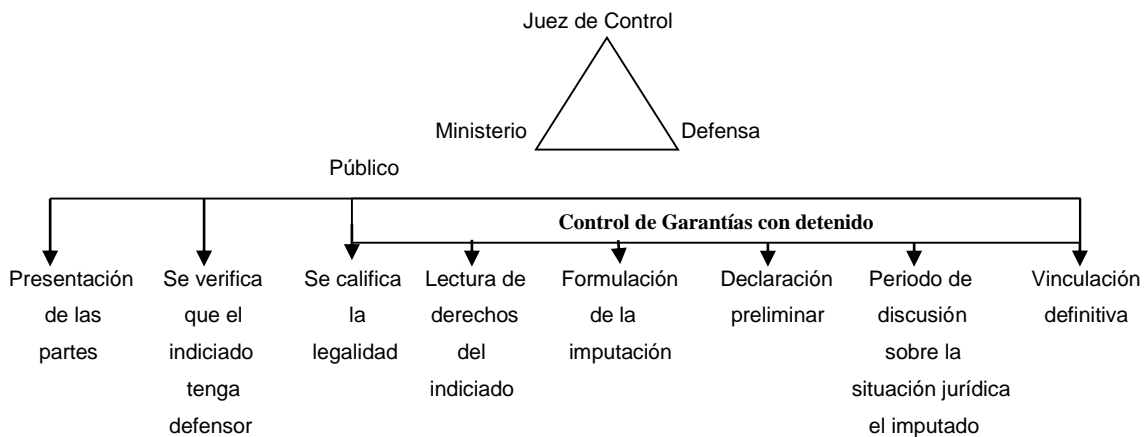 Juez de Control
Ministerio Defensa
Público
Control de Garantías con detenido
Presentación
de las
partes
Se verifica
que el
indiciado
tenga
defensor
Se califica
la
legalidad
Lectura de
derechos
del
indiciado
Formulación
de la
imputación
Declaración
preliminar
Periodo de
discusión
sobre la
situación jurídica
el imputado
Vinculación
definitiva